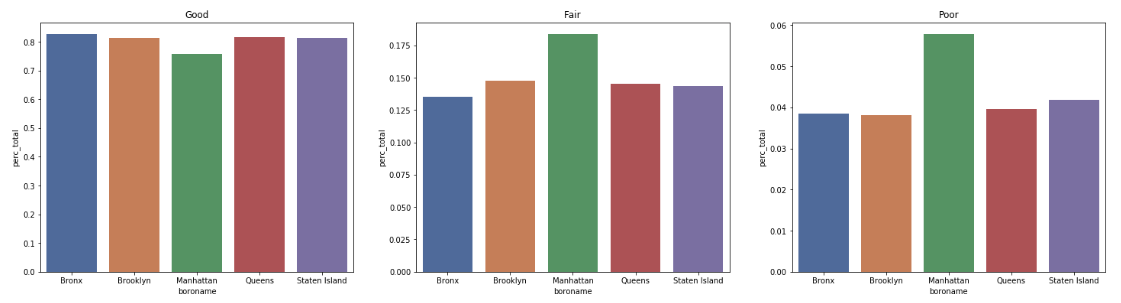 Good
0.8
0.7
0.6
0.5
0.4
0.3
0.2
0.1
0.0
perc_total
Bronx Brooklyn Manhattan Queens Staten Island
boroname
Fair
0.175
0.150
0.125
0.100
0.075
0.050
0.025
0.000
perc_total
Bronx Brooklyn Manhattan Queens Staten Island
boroname
Poor
0.06
0.05
0.04
0.03
0.02
0.01
0.00
perc_total
Bronx Brooklyn Manhattan Queens Staten Island
boroname